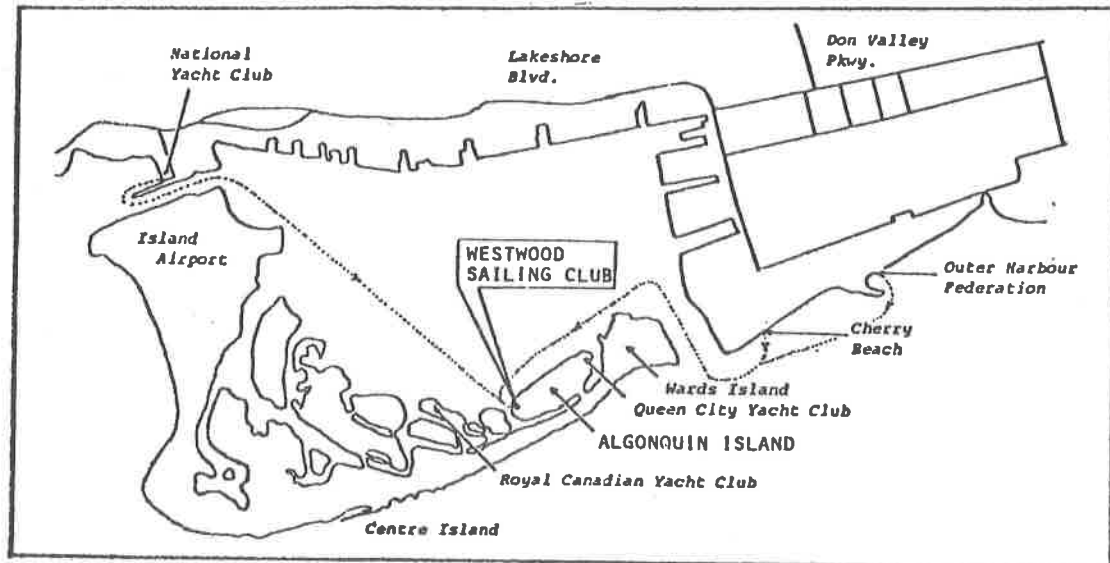 National
Yacht Club
Lakeshore
Blvd.
Don Valley
Pkwy.
Island
Airport
WESTWOOD
SAILING CLUB
Outer Harbour
Federation
Cherry
Beach
Wards Island
Queen City Yacht Club
ALGONQUIN ISLAND
Royal Canadian Yacht Club
Centre Island